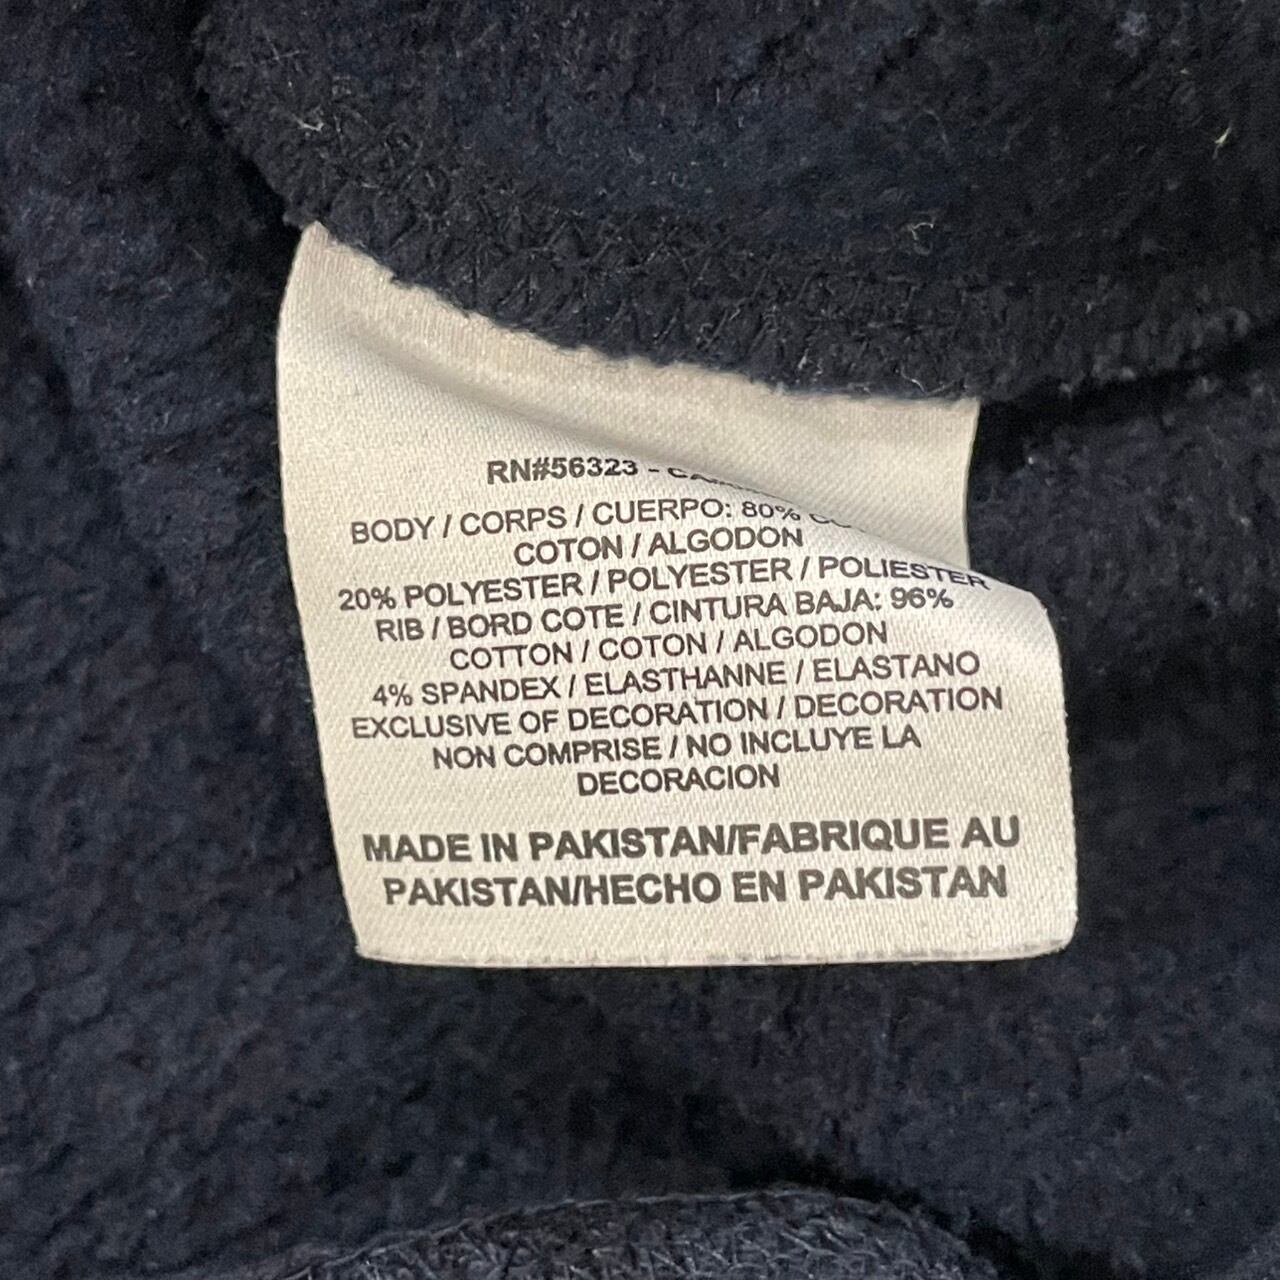 RN#56323 -
BODY / CORPS / CUERPO: 80%
COTON / ALGODON
20% POLYESTER / POLYESTER / POLIESTER
RIB / BORD COTE / CINTURA BAJA: 96%
COTTON / COTON / ALGODON
4% SPANDEX / ELASTHANNE / ELASTANO
EXCLUSIVE OF DECORATION / DECORATION
NON COMPRISE / NO INCLUYE LA
DECORACION
MADE IN PAKISTAN/FABRIQUE AU
PAKISTAN/HECHO EN PAKISTAN